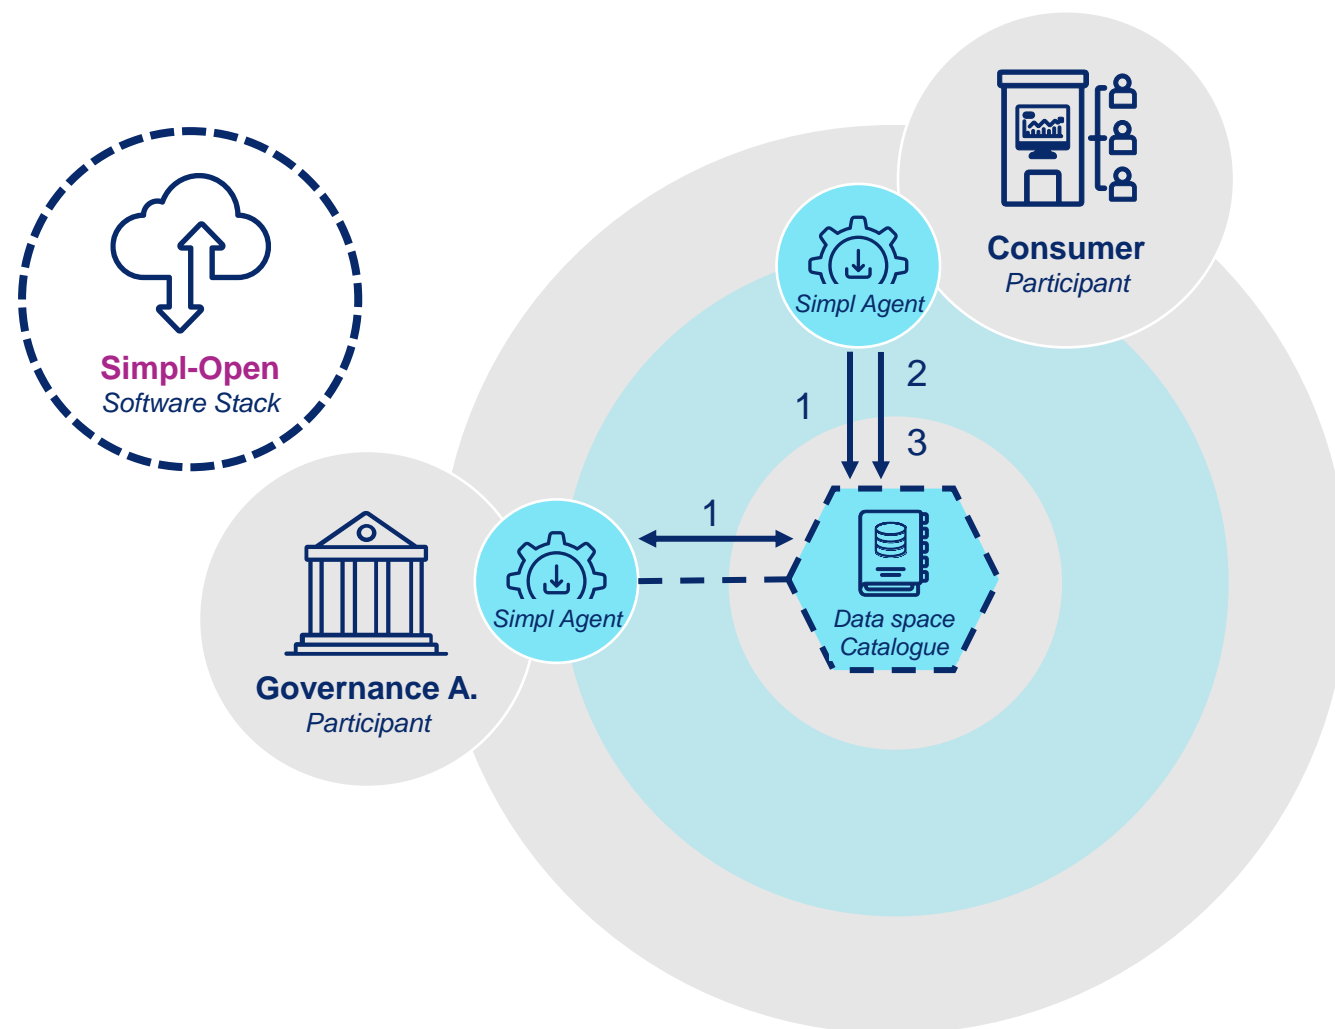 Consumer
Participant
Simpl Agent
Simpl-Open
Software Stack
1
2
3
1
Simpl Agent
Data space
Catalogue
Governance A.
Participant